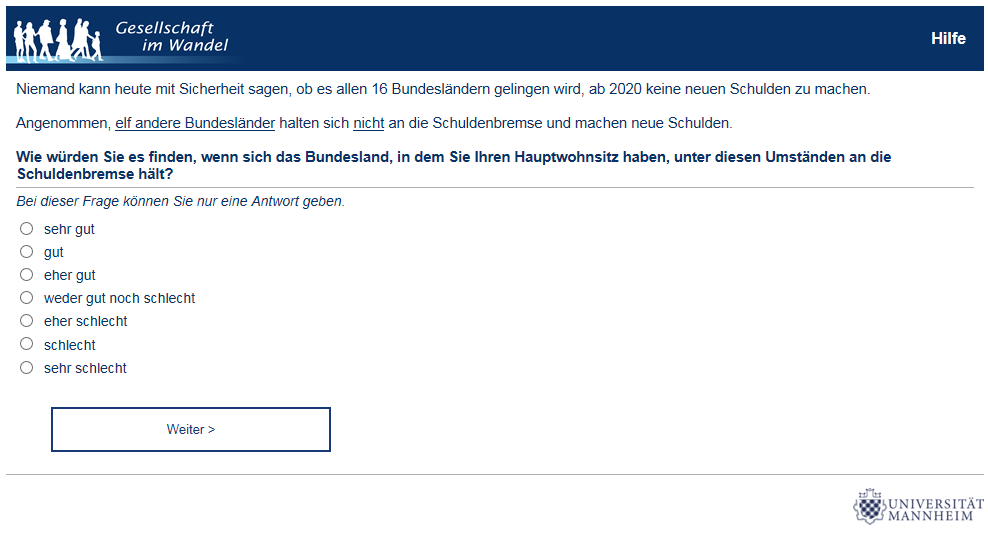 Gesellschaft
im Wandel
Hilfe
Niemand kann heute mit Sicherheit sagen, ob es allen 16 Bundesländern gelingen wird, ab 2020 keine neuen Schulden zu machen.
Angenommen, elf andere Bundesländer halten sich nicht an die Schuldenbremse und machen neue Schulden.
Wie würden Sie es finden, wenn sich das Bundesland, in dem Sie Ihren Hauptwohnsitz haben, unter diesen Umständen an die
Schuldenbremse hält?
Bei dieser Frage können Sie nur eine Antwort geben.
sehr gut
gut
eher gut
weder gut noch schlecht
eher schlecht
schlecht
sehr schlecht
Weiter >
UNIVERSITÄT
MANNHEIM